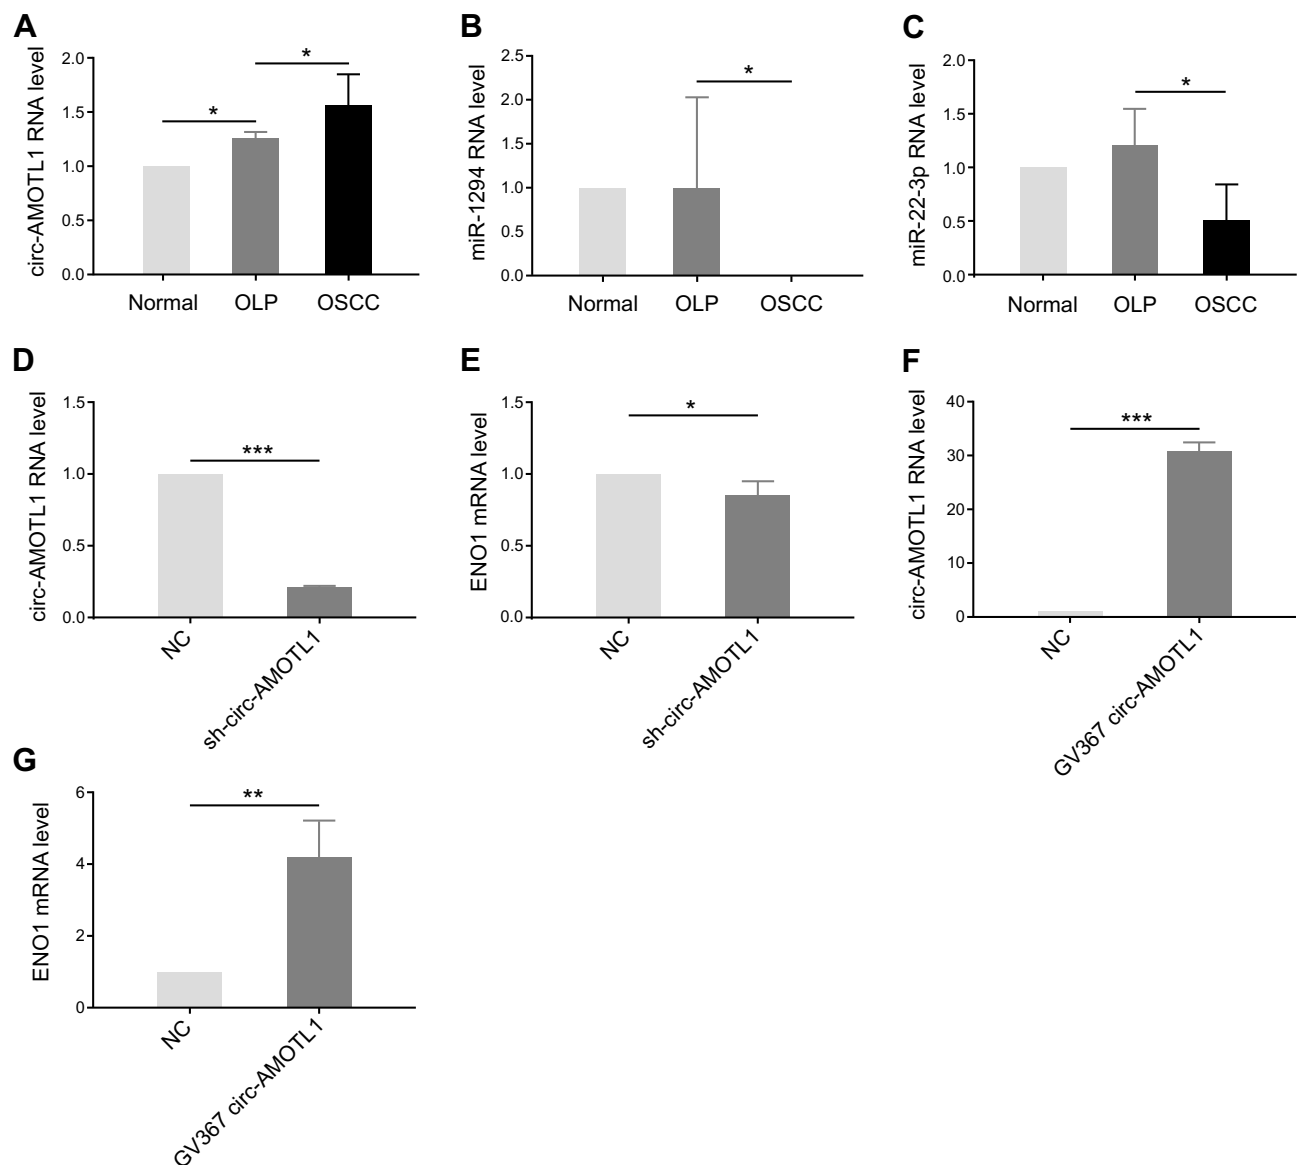 A
circ-AMOTL1 RNA level
2.0
1.5
1.0
0.5
0.0
*
*
Normal OLP OSCC
B
miR-1294 RNA level
2.5
2.0
1.5
1.0
0.5
0.0
*
Normal OLP OSCC
C
miR-22-3p RNA level
2.0
1.5
1.0
0.5
0.0
*
Normal OLP OSCC
D
circ-AMOTL1 RNA level
1.5
1.0
0.5
0.0
***
NC
sh-circ-AMOTL1
E
ENO1 mRNA level
1.5
1.0
0.5
0.0
*
NC
sh-circ-AMOTL1
F
circ-AMOTL1 RNA level
40
30
20
10
0
***
NC
GV367 circ-AMOTL1
G
ENO1 mRNA level
6
4
2
0
**
NC
GV367 circ-AMOTL1